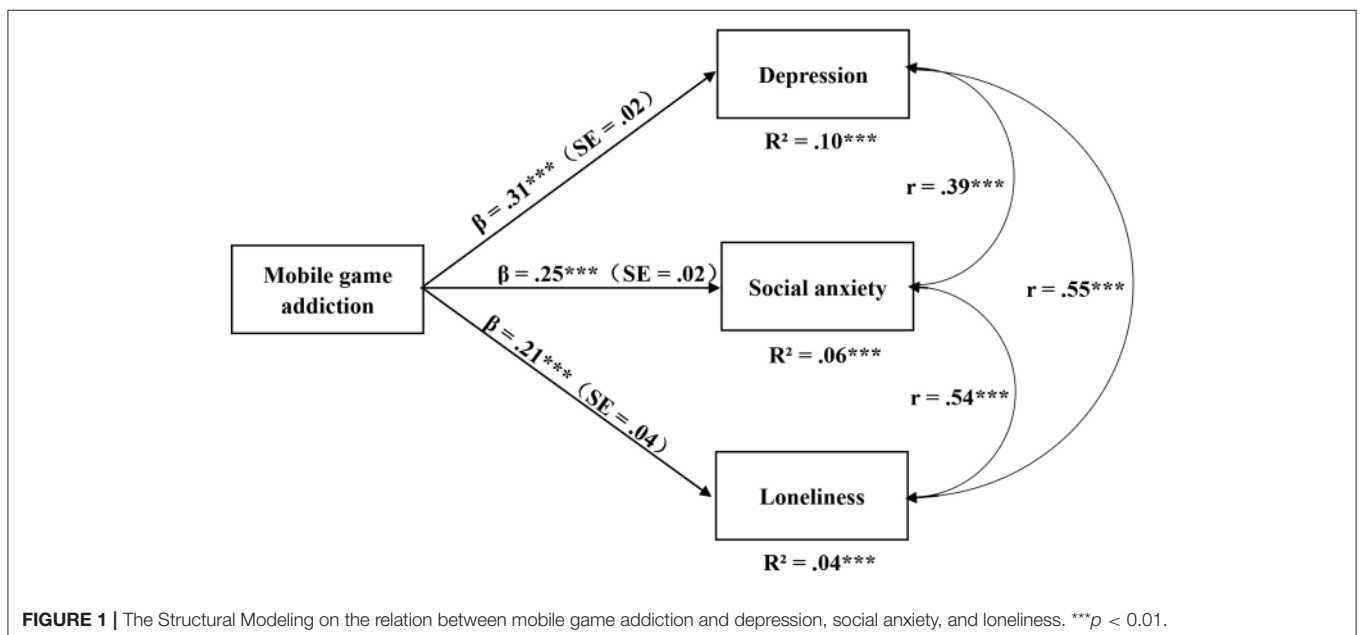 Depression
R² = .10***
β = .31***（SE = .02）
r = .39***
Mobile game
addiction
β = .25***（SE = .02）
Social anxiety
r = .55***
R² = .06***
β = .21***（SE = .04）
r = .54***
Loneliness
R² = .04***
FIGURE 1 | The Structural Modeling on the relation between mobile game addiction and depression, social anxiety, and loneliness. ***p < 0.01.